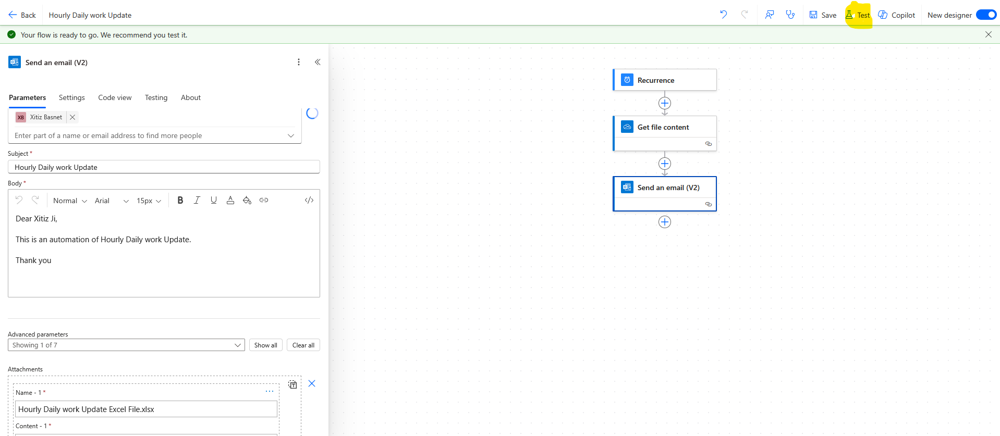 Back
Hourly Daily work Update
Save
Test
Copilot
New designer
Your flow is ready to go. We recommend you test it.
Send an email (V2)
Parameters
Settings
Code view
Testing
About
XB
Xitiz Basnet
Enter part of a name or email address to find more people
Subject *
Hourly Daily work Update
Body *
Normal
Arial
15px
B
I
U
A
</>
Dear Xitiz Ji,
This is an automation of Hourly Daily work Update.
Thank you
Advanced parameters
Showing 1 of 7
Show all
Clear all
Attachments
Name - 1 *
Hourly Daily work Update Excel File.xlsx
Content - 1 *
Recurrence
Get file content
Send an email (V2)